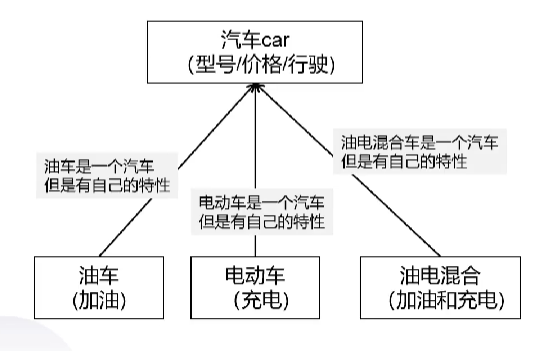 汽车car
（型号/价格/行驶)
油车是一个汽车
但是有自己的特性
电动车是一个汽车
但是有自己的特性
油电混合车是一个汽车
但是有自己的特性
油车
(加油)
电动车
（充电)
油电混合
（加油和充电)